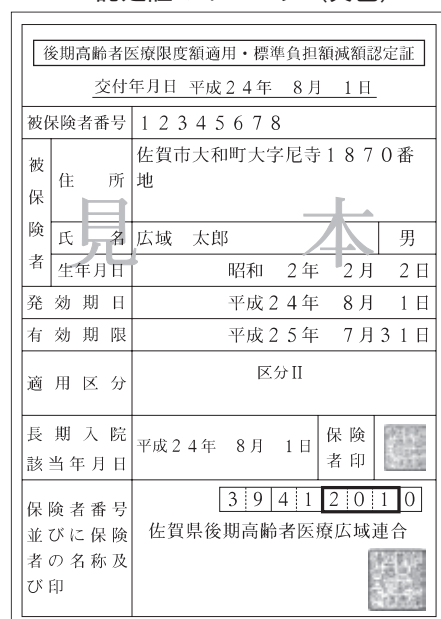 後期高齢者医療限度額適用・標準負担額減額認定証
交付年月日 平成24年 8月 1日
被保険者番号 12345678
被保険者
住所 佐賀市大和町大字尼寺1870番
地
氏名 広域 太郎 男
生年月日 昭和 2年 2月 2日
見本
発効期日 平成24年 8月 1日
有効期限 平成25年 7月31日
適用区分 区分Ⅱ
長期入院
該当年月日 平成24年 8月 1日 保険
者印
保険者番号
並びに保険
者の名称及
び印
39412010
佐賀県後期高齢者医療広域連合